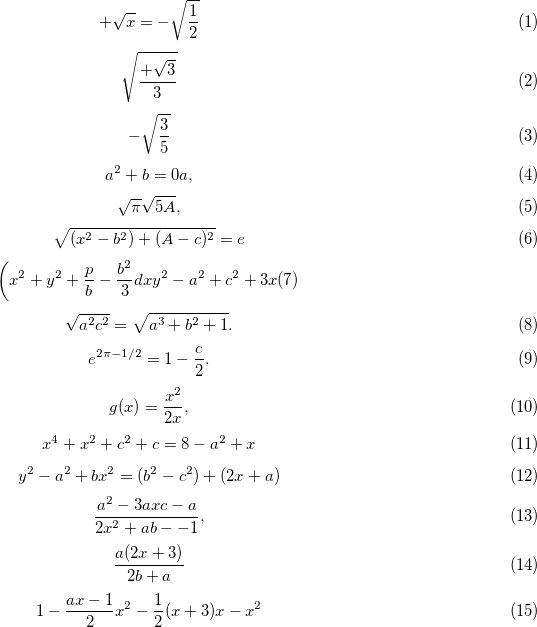 +√x = −√(1/2) (1)
√((+√3)/3) (2)
−√(3/5) (3)
a² + b = 0a, (4)
√π√5A, (5)
√((x² − b²) + (A − c)²) = e (6)
(x² + y² + p/b − b²/3 dxy² − a² + c² + 3x(7)
√(a²c²) = √(a³ + b² + 1). (8)
e^(2π−1/2) = 1 − c/2. (9)
g(x) = x²/2x, (10)
x⁴ + x² + c² + c = 8 − a² + x (11)
y² − a² + bx² = (b² − c²) + (2x + a) (12)
(a² − 3axc − a)/(2x² + ab − −1), (13)
a(2x + 3)/(2b + a) (14)
1 − (ax − 1)/2 x² − 1/2(x + 3)x − x² (15)